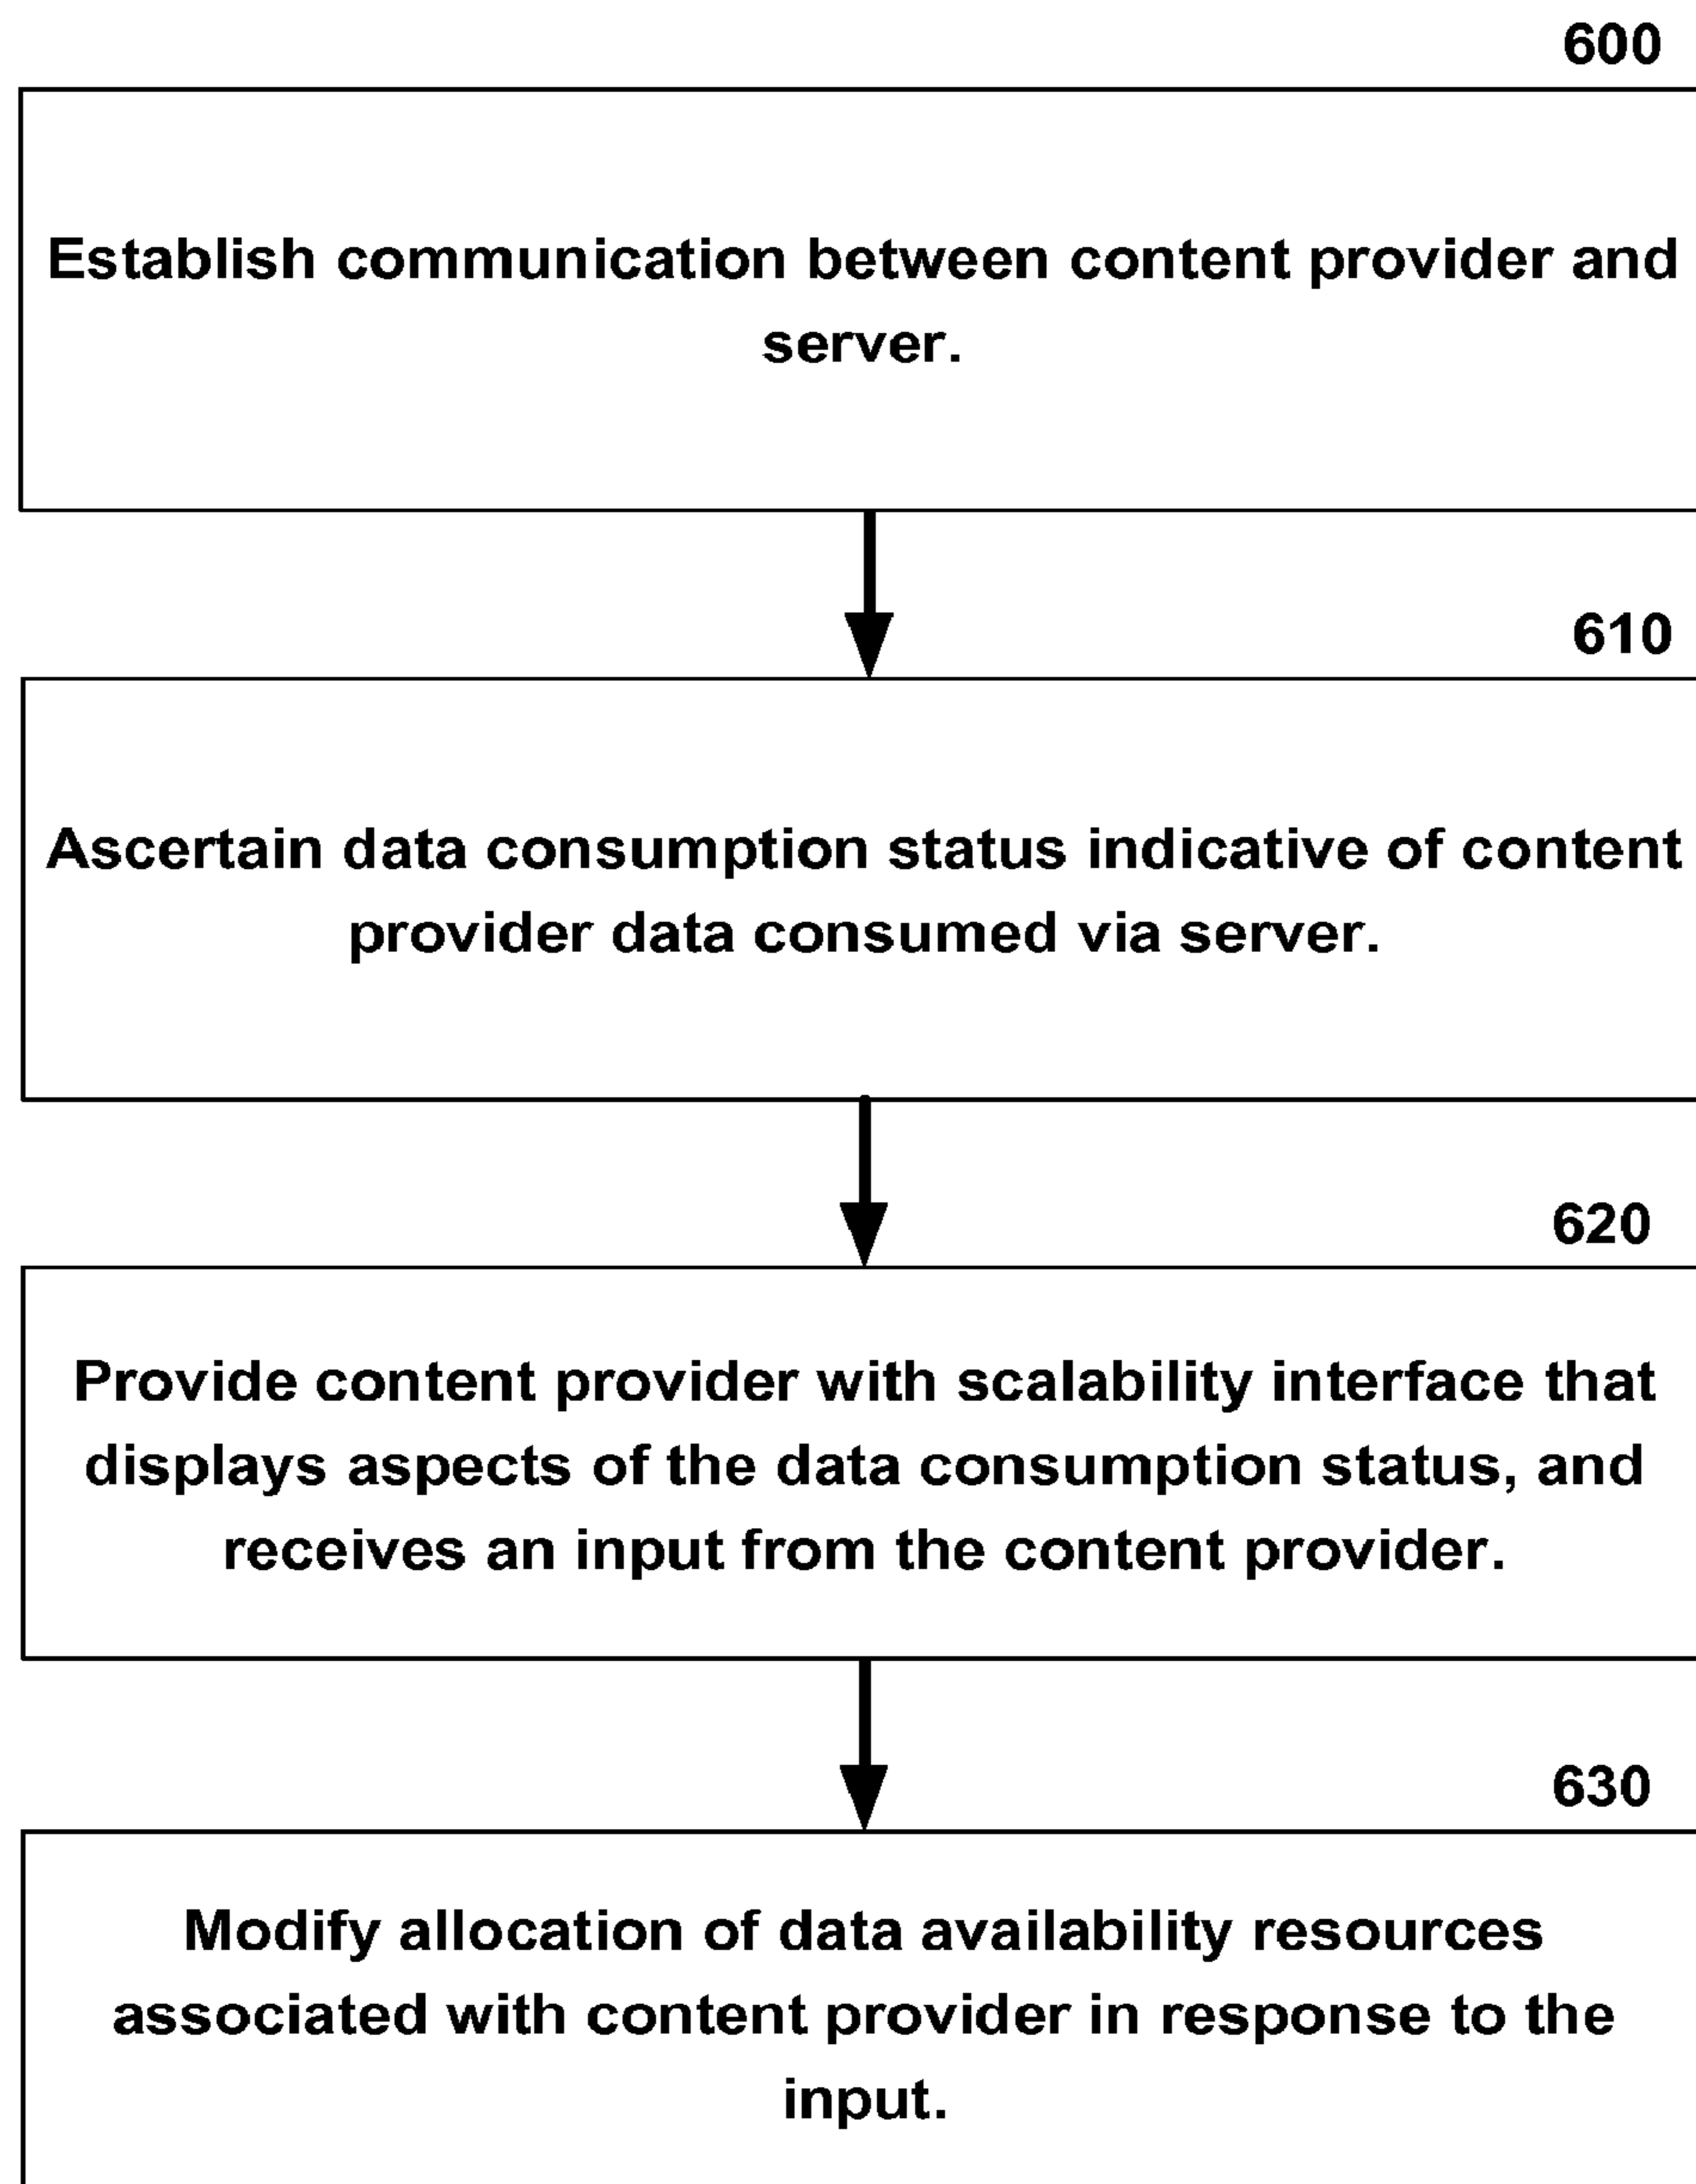 600
Establish communication between content provider and
server.
610
Ascertain data consumption status indicative of content
provider data consumed via server.
620
Provide content provider with scalability interface that
displays aspects of the data consumption status, and
receives an input from the content provider.
630
Modify allocation of data availability resources
associated with content provider in response to the
input.